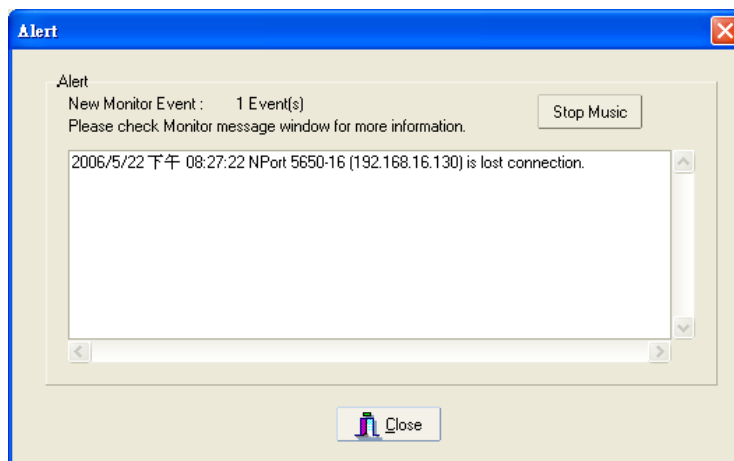 Alert
Alert
New Monitor Event : 1 Event(s)
Stop Music
Please check Monitor message window for more information.
2006/5/22 下午 08:27:22 NPort 5650-16 (192.168.16.130) is lost connection.
Close